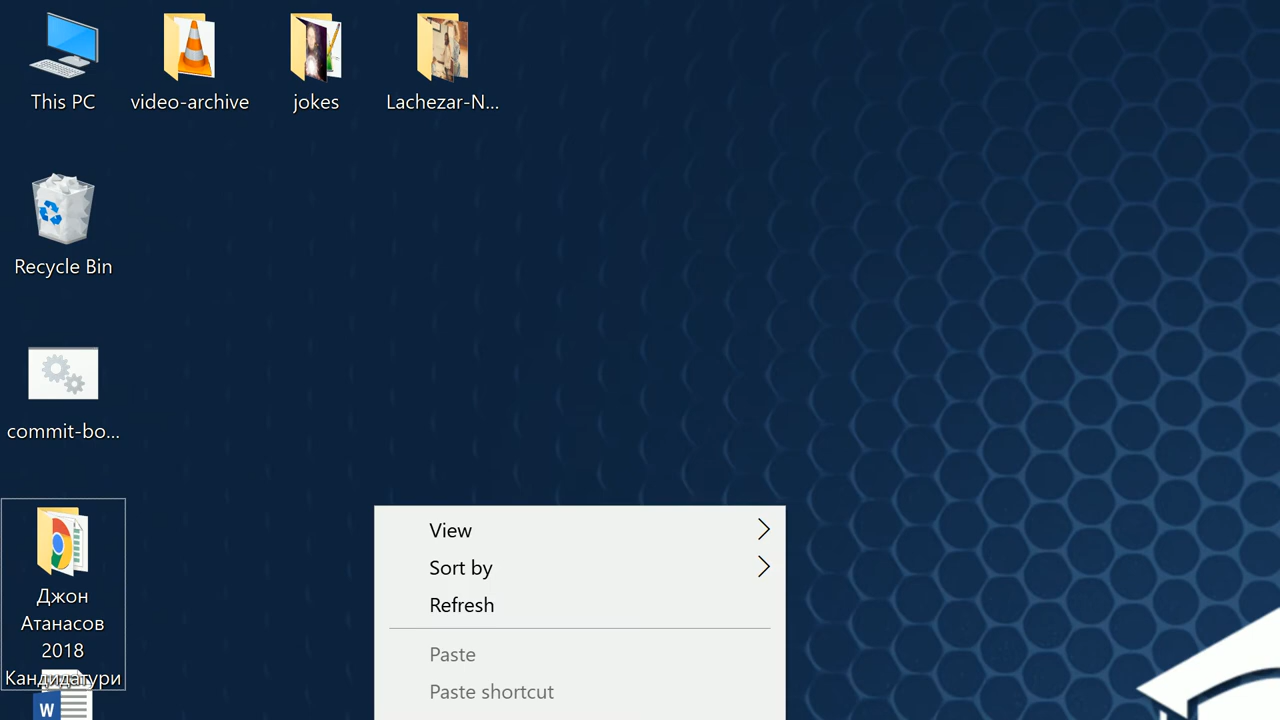 This PC
video-archive
jokes
Lachezar-N...
Recycle Bin
commit-bo...
Джон
Атанасов
2018
Кандидатури
W
View
Sort by
Refresh
Paste
Paste shortcut